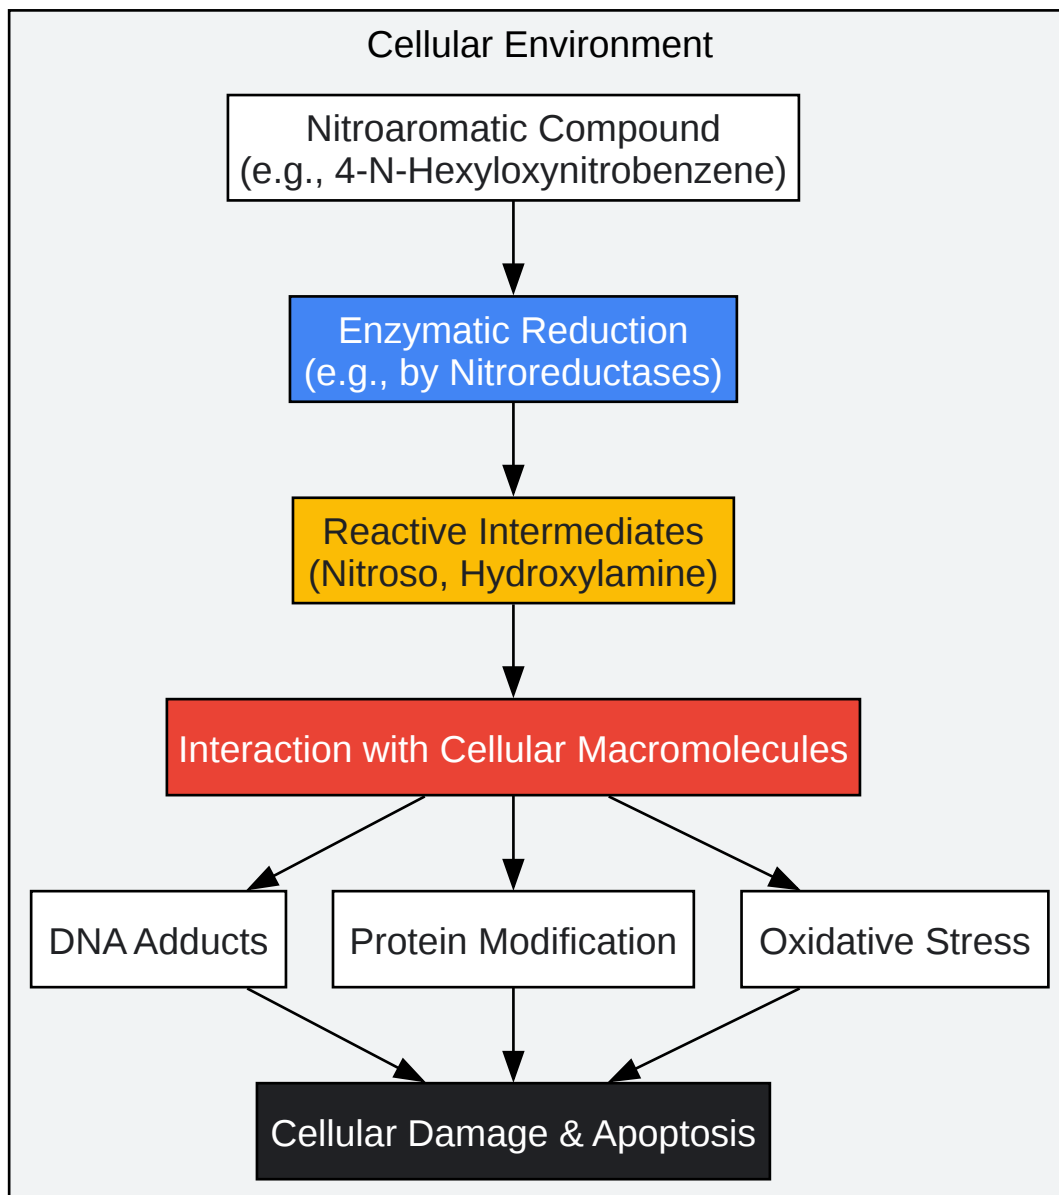 Cellular Environment
Nitroaromatic Compound
(e.g., 4-N-Hexyloxynitrobenzene)
Enzymatic Reduction
(e.g., by Nitroreductases)
Reactive Intermediates
(Nitroso, Hydroxylamine)
Interaction with Cellular Macromolecules
DNA Adducts
Protein Modification
Oxidative Stress
Cellular Damage & Apoptosis